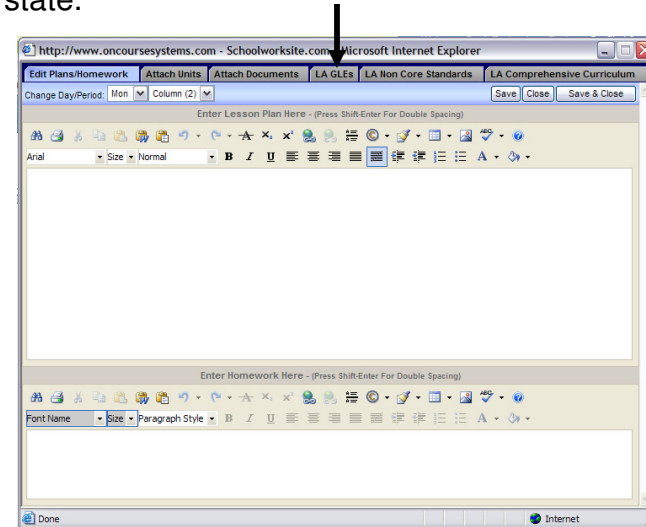 state.
http://www.oncoursesystems.com - Schoolworksite.com - Microsoft Internet Explorer
Edit Plans/Homework Attach Units Attach Documents LA GLEs LA Non Core Standards LA Comprehensive Curriculum
Change Day/Period: Mon Column (2) Save Close Save & Close
Enter Lesson Plan Here - (Press Shift-Enter For Double Spacing)
Arial Size Normal B I U A
Enter Homework Here - (Press Shift-Enter For Double Spacing)
Font Name Size Paragraph Style B I U A
Done Internet